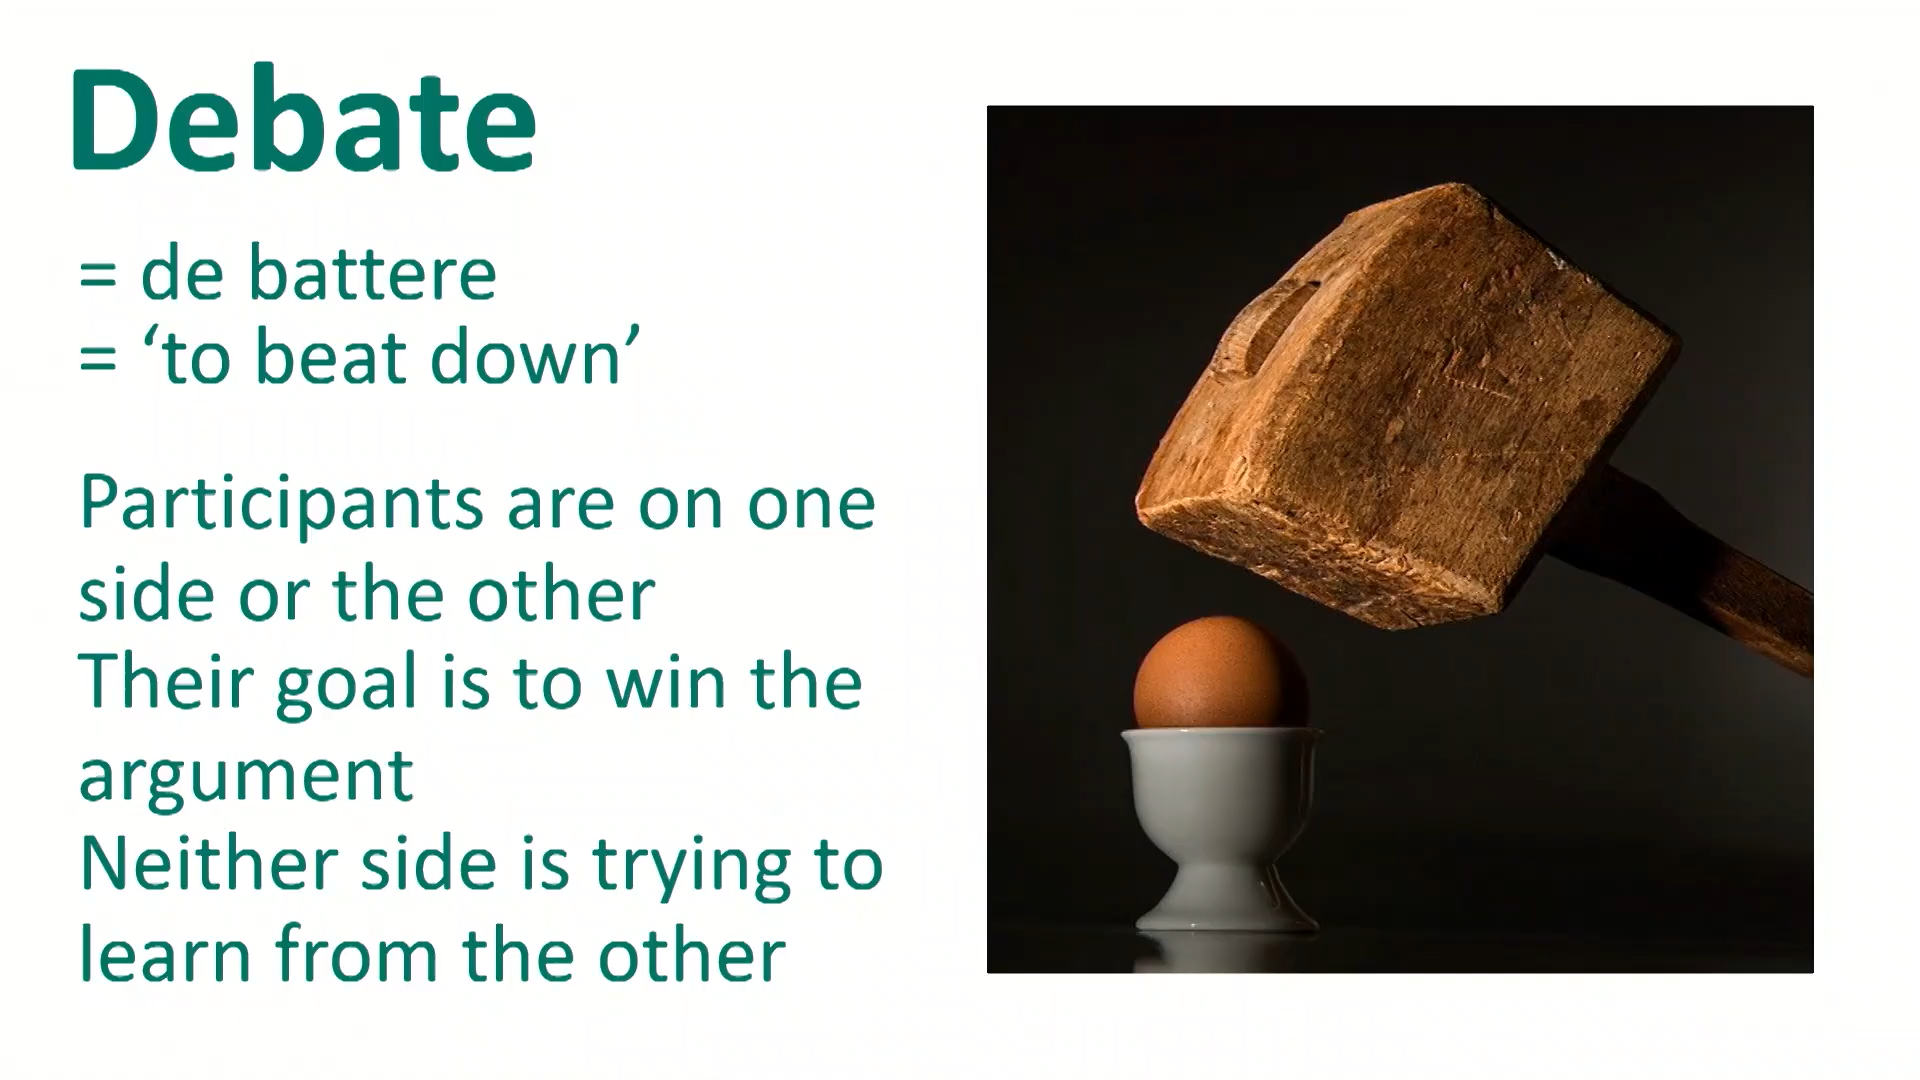 Debate
= de battere
= ‘to beat down’
Participants are on one
side or the other
Their goal is to win the
argument
Neither side is trying to
learn from the other